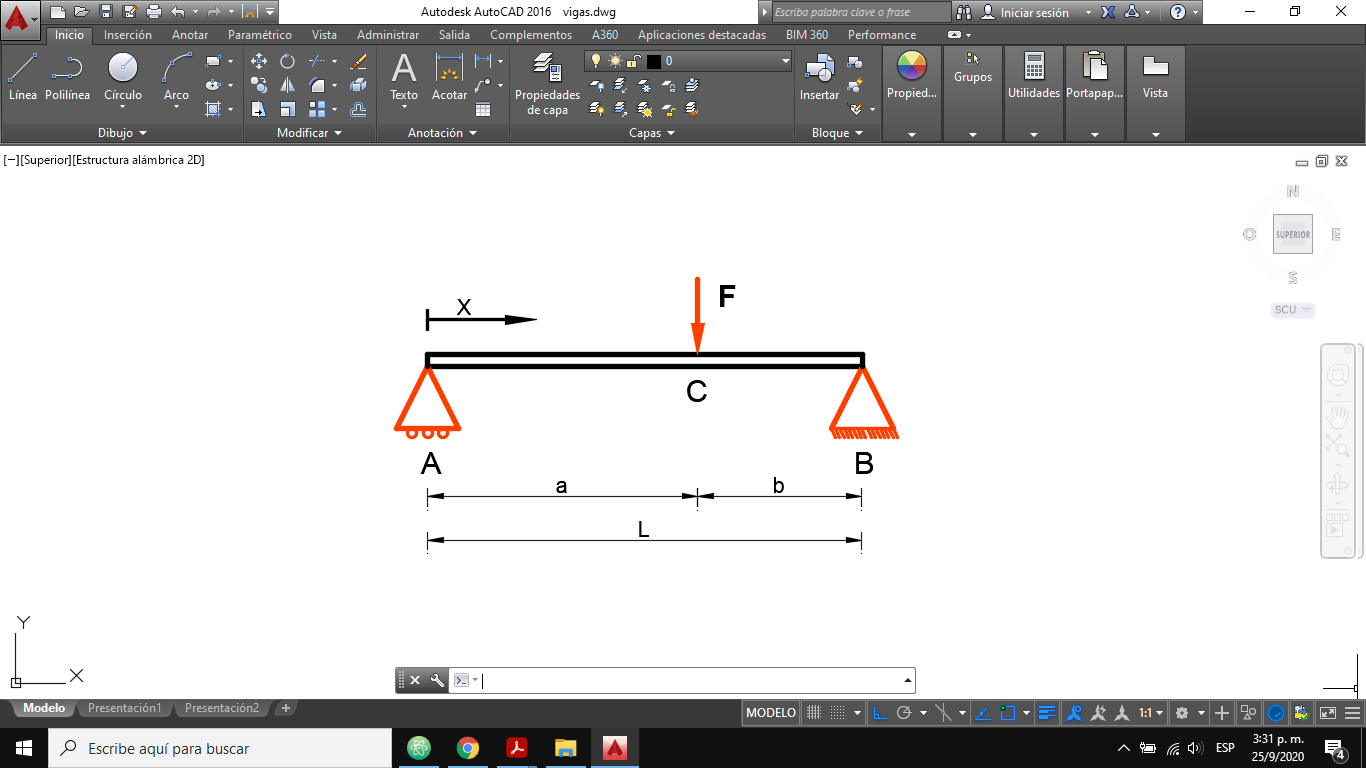 Autodesk AutoCAD 2016 vigas.dwg
Escriba palabra clave o frase
Iniciar sesión
Inicio Inserción Anotar Paramétrico Vista Administrar Salida Complementos A360 Aplicaciones destacadas BIM 360 Performance
0
Línea Polilínea Círculo Arco
Texto Acotar
Propiedades
de capa
Insertar
Propied...
Grupos
Utilidades
Portapap...
Vista
Dibujo Modificar Anotación Capas Bloque
[−][Superior][Estructura alámbrica 2D]
N
O SUPERIOR E
S
SCU
X
F
C
A B
a b
L
Y
X
Modelo Presentación1 Presentación2
MODELO
1:1
Escribe aquí para buscar
ESP
3:31 p. m.
25/9/2020
4